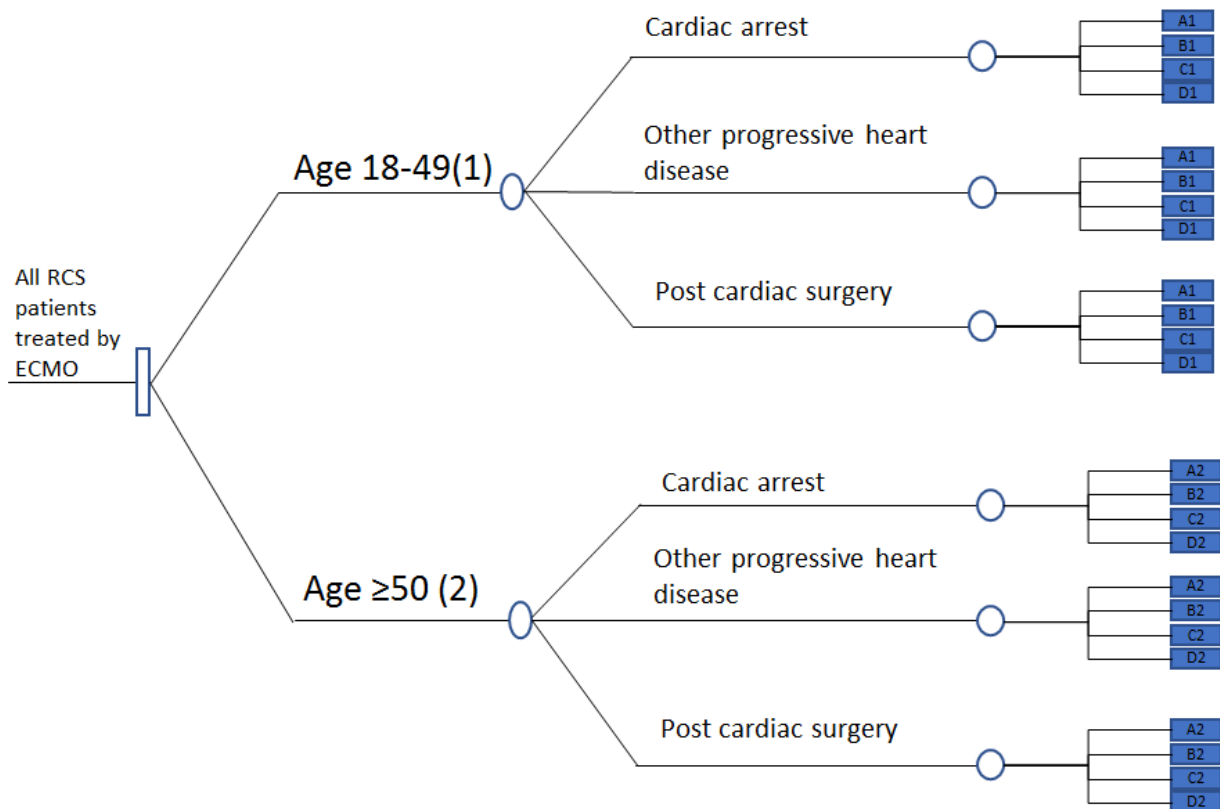 Cardiac arrest
A1
B1
C1
D1
Other progressive heart
disease
A1
B1
C1
D1
Age 18-49(1)
Post cardiac surgery
A1
B1
C1
D1
All RCS
patients
treated by
ECMO
Cardiac arrest
A2
B2
C2
D2
Other progressive heart
disease
A2
B2
C2
D2
Age ≥50 (2)
Post cardiac surgery
A2
B2
C2
D2